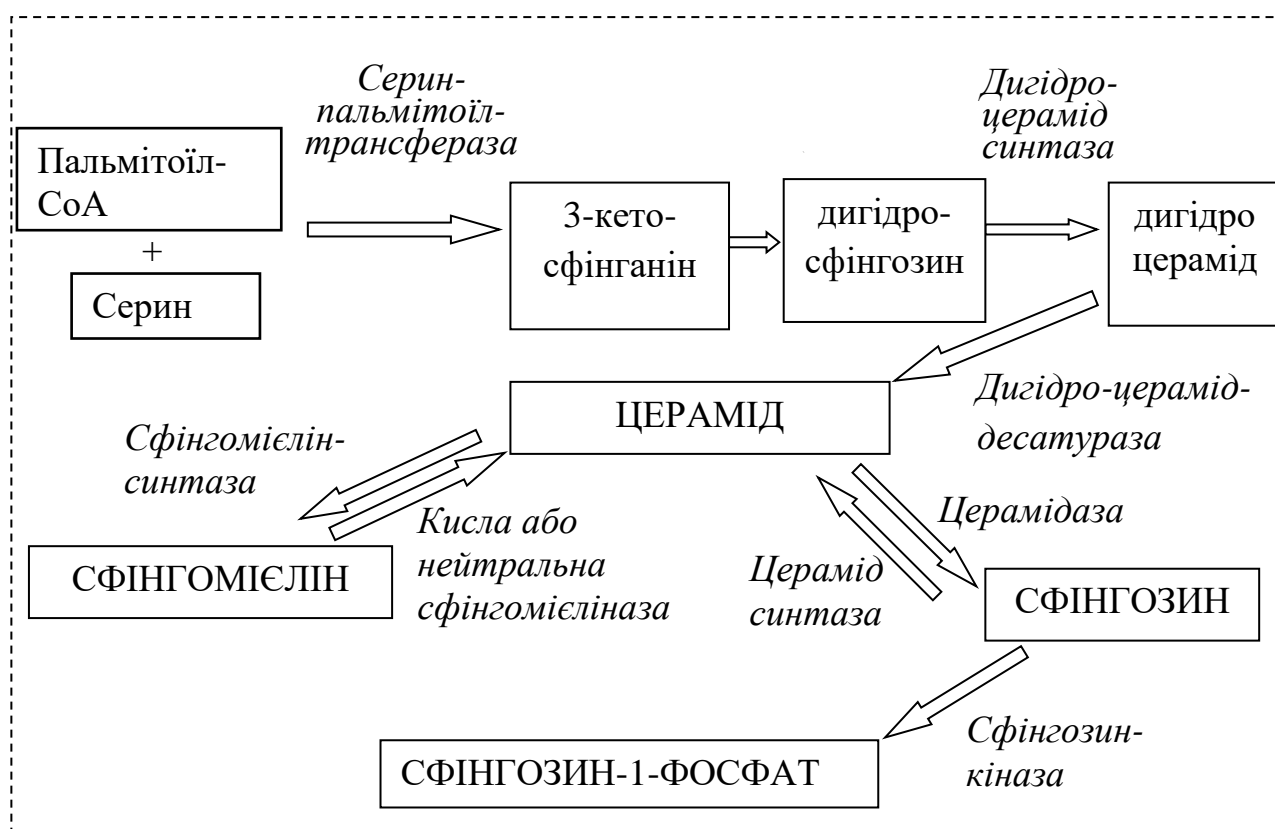 Серин-
пальмітоїл-
трансфераза
Дигідро-
церамід
синтаза
Пальмітоїл-
СоА
+
Серин
3-кето-
сфінганін
дигідро-
сфінгозин
дигідро
церамід
ЦЕРАМІД
Дигідро-церамід-
десатураза
Сфінгомієлін-
синтаза
Кисла або
нейтральна
сфінгомієліназа
Церамідаза
Церамід
синтаза
СФІНГОМІЄЛІН
СФІНГОЗИН
СФІНГОЗИН-1-ФОСФАТ
Сфінгозин-
кіназа